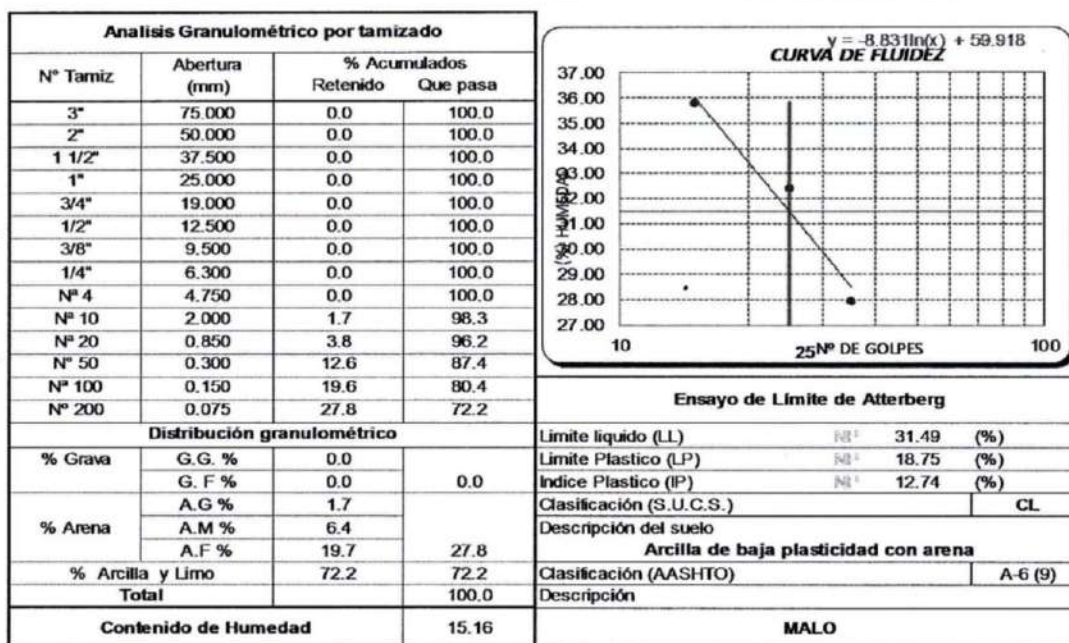 Analisis Granulométrico por tamizado
N° Tamiz Abertura (mm) % Acumulados
Retenido Que pasa
3" 75.000 0.0 100.0
2" 50.000 0.0 100.0
1 1/2" 37.500 0.0 100.0
1" 25.000 0.0 100.0
3/4" 19.000 0.0 100.0
1/2" 12.500 0.0 100.0
3/8" 9.500 0.0 100.0
1/4" 6.300 0.0 100.0
Nª 4 4.750 0.0 100.0
Nª 10 2.000 1.7 98.3
Nª 20 0.850 3.8 96.2
N° 50 0.300 12.6 87.4
Nª 100 0.150 19.6 80.4
Nº 200 0.075 27.8 72.2
Distribución granulométrico
% Grava G.G. % 0.0
G. F % 0.0 0.0
A.G % 1.7
% Arena A.M % 6.4
A.F % 19.7 27.8
% Arcilla y Limo 72.2 72.2
Total 100.0
Contenido de Humedad 15.16
y = -8.831ln(x) + 59.918
CURVA DE FLUIDEZ
37.00
36.00
35.00
34.00
33.00
32.00
31.00
30.00
29.00
28.00
27.00
(%) HUMEDAD
10 25 Nº DE GOLPES 100
Ensayo de Límite de Atterberg
Limite liquido (LL) 31.49 (%)
Limite Plastico (LP) 18.75 (%)
Indice Plastico (IP) 12.74 (%)
Clasificación (S.U.C.S.) CL
Descripción del suelo
Arcilla de baja plasticidad con arena
Clasificación (AASHTO) A-6 (9)
Descripción
MALO